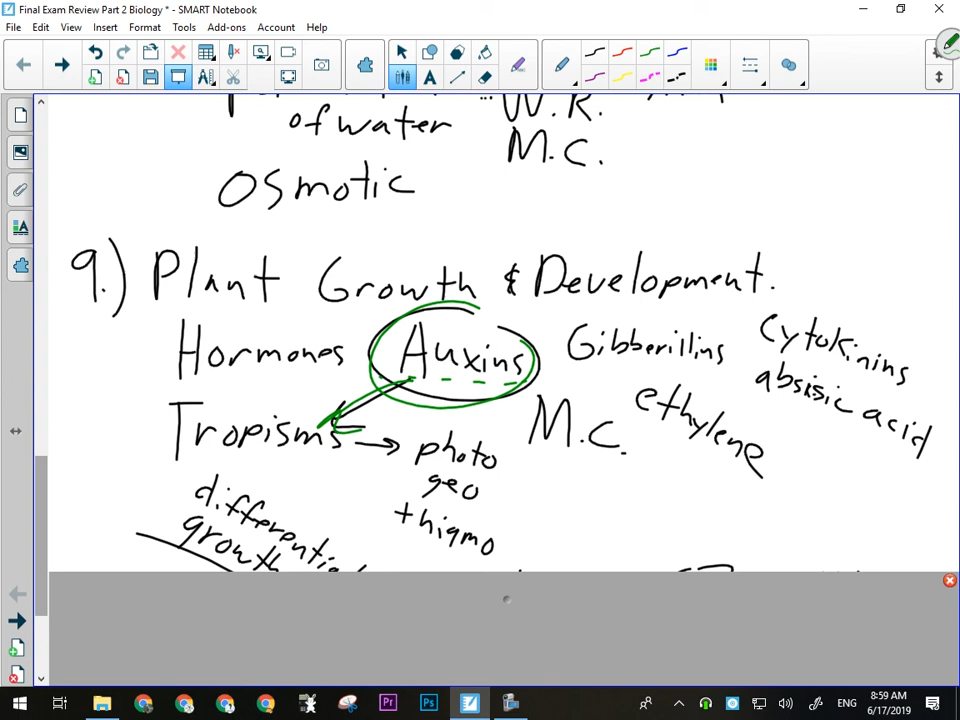 Final Exam Review Part 2 Biology * - SMART Notebook
File Edit View Insert Format Tools Add-ons Account Help
of water
W.R.
M.C.
Osmotic
9.) Plant Growth & Development.
Hormones Auxins Gibberillins Cytokinins
absisic acid
ethylene
Tropisms → photo M.C.
geo
thigmo
differential
growth
ENG
8:59 AM
6/17/2019